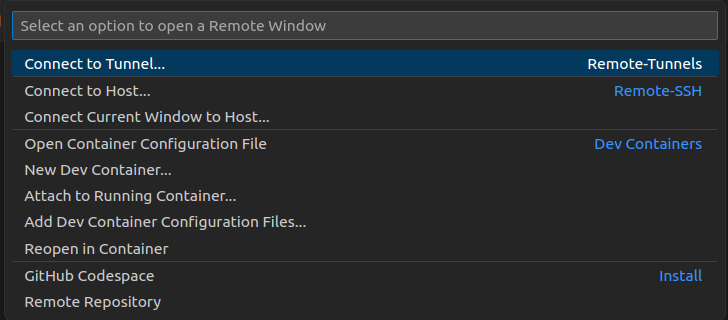 Select an option to open a Remote Window
Connect to Tunnel... Remote-Tunnels
Connect to Host... Remote-SSH
Connect Current Window to Host...
Open Container Configuration File Dev Containers
New Dev Container...
Attach to Running Container...
Add Dev Container Configuration Files...
Reopen in Container
GitHub Codespace Install
Remote Repository